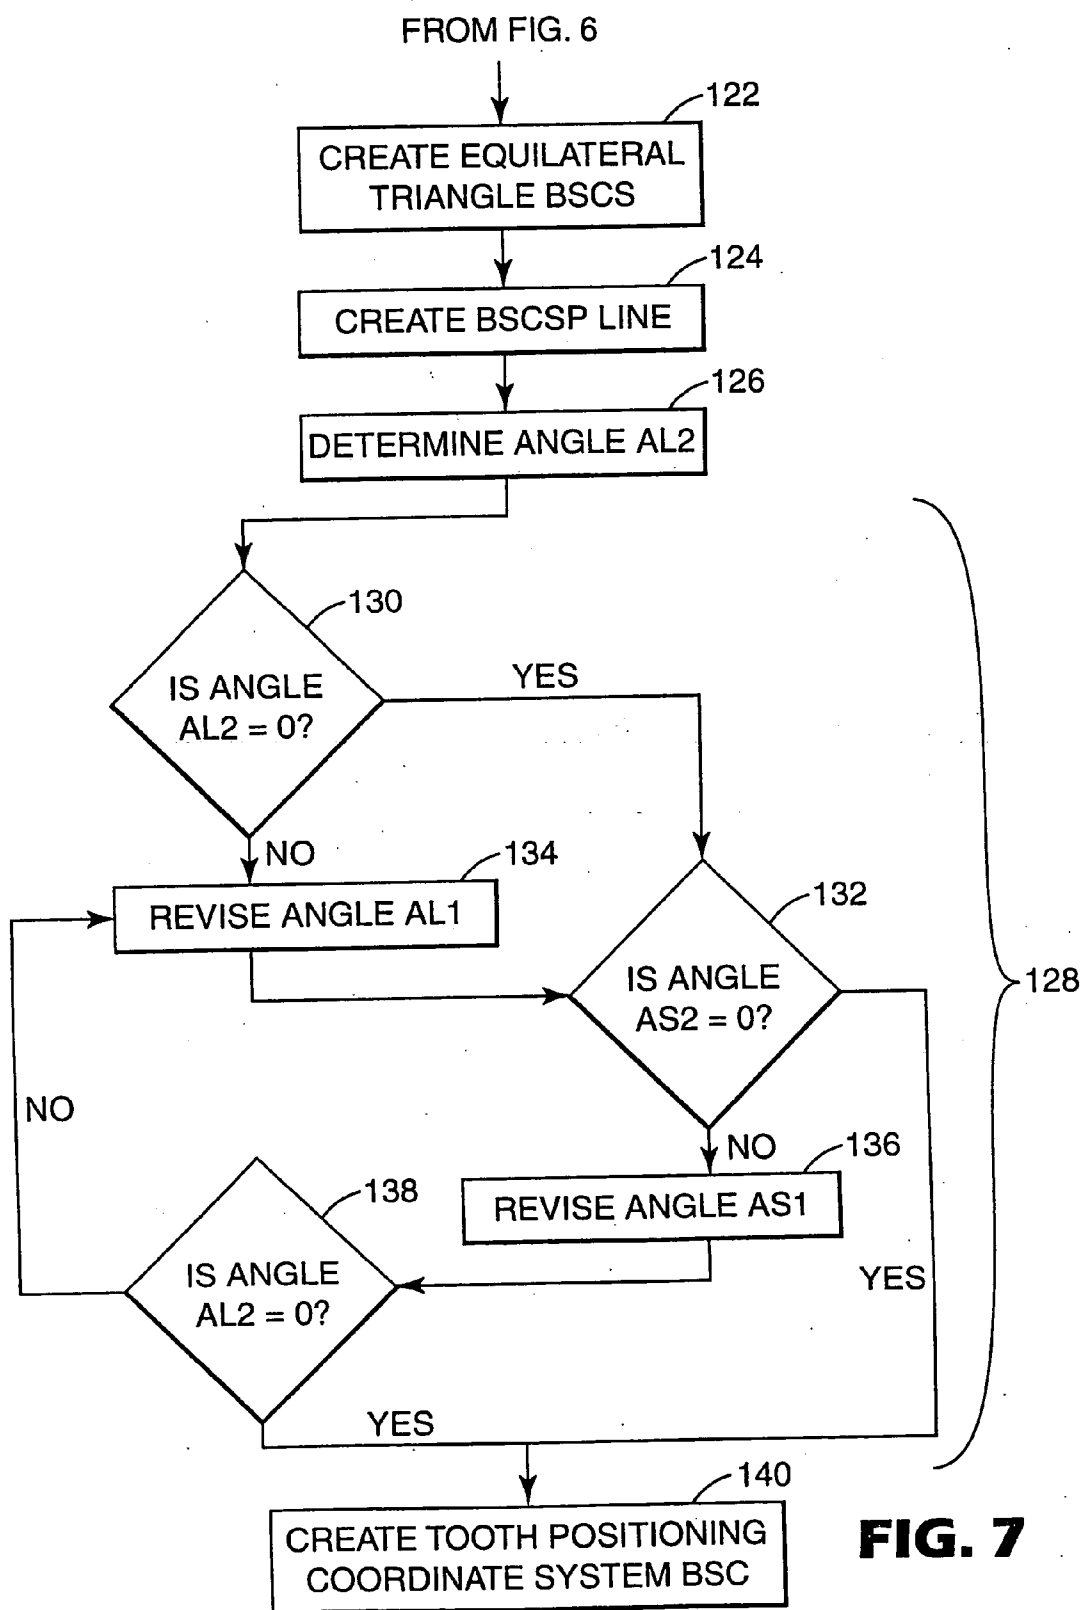 FROM FIG. 6
122
CREATE EQUILATERAL
TRIANGLE BSCS
124
CREATE BSCSP LINE
126
DETERMINE ANGLE AL2
130
IS ANGLE
AL2 = 0?
YES
NO
134
REVISE ANGLE AL1
132
IS ANGLE
AS2 = 0?
128
NO
NO
136
REVISE ANGLE AS1
138
IS ANGLE
AL2 = 0?
YES
YES
140
CREATE TOOTH POSITIONING
COORDINATE SYSTEM BSC
FIG. 7